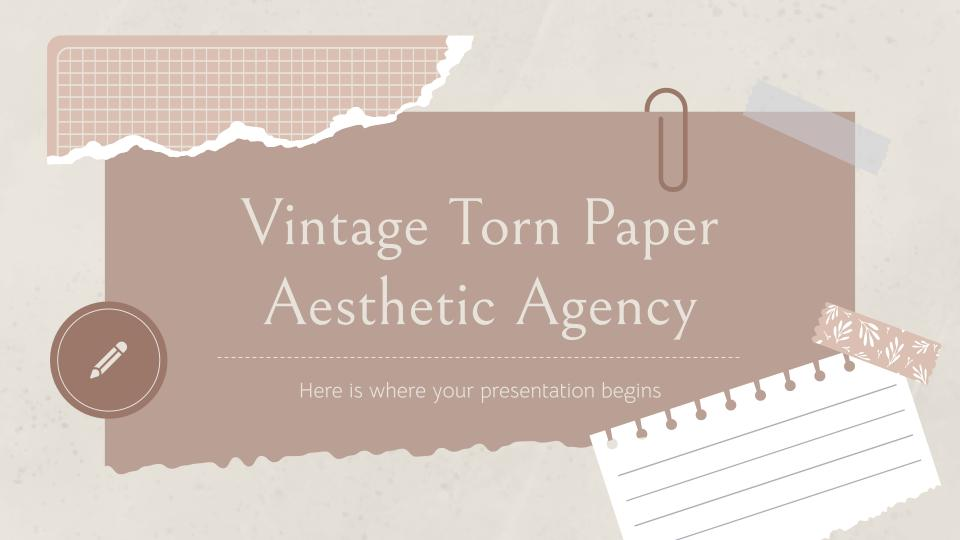 Vintage Torn Paper
Aesthetic Agency
Here is where your presentation begins